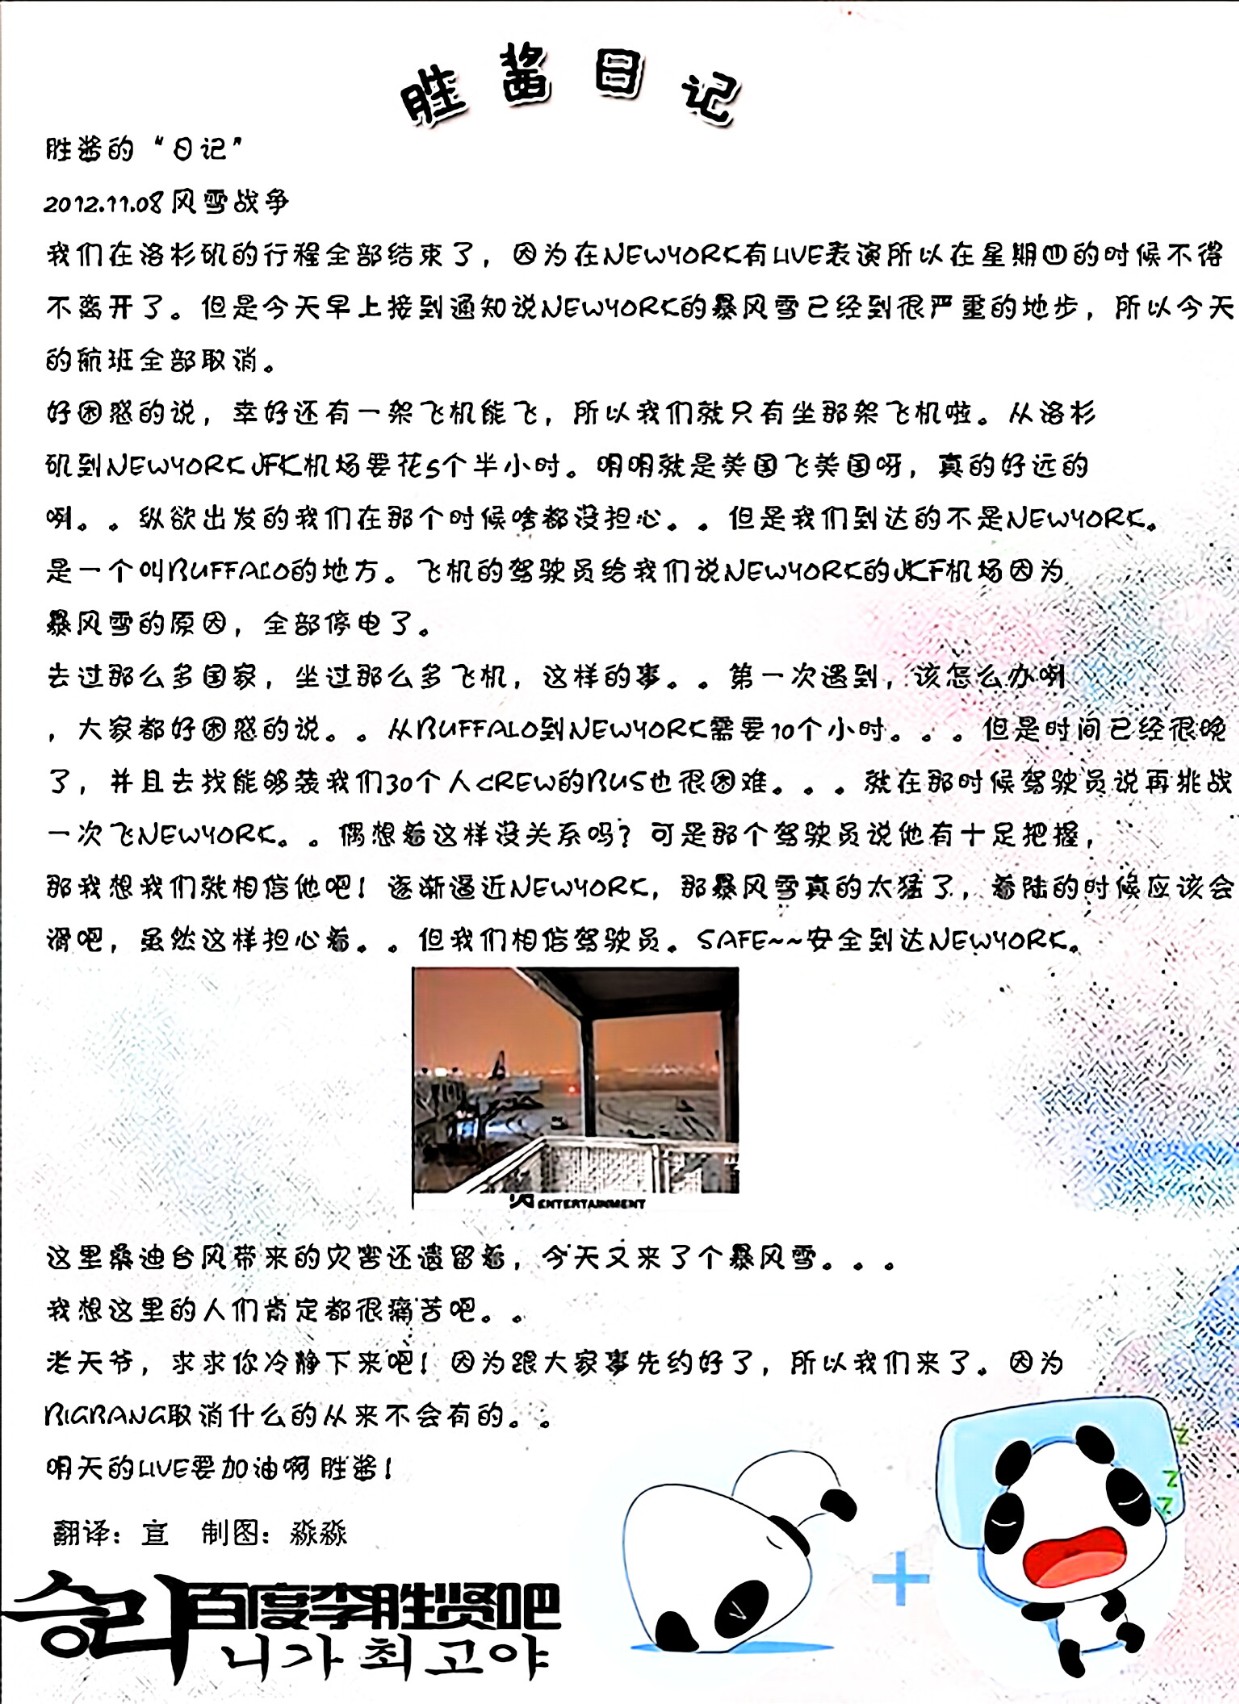 胜酱日记
胜酱的“日记”
2012.11.08风雪战争
我们在洛杉矶的行程全部结束了，因为在NEWYORK有LIVE表演所以在星期四的时候不得
不离开了。但是今天早上接到通知说NEWYORK的暴风雪已经到很严重的地步，所以今天
的航班全部取消。
好困惑的说，幸好还有一架飞机能飞，所以我们就只有坐那架飞机啦。从洛杉
矶到NEWYORK JFK机场要花5个半小时。明明就是美国飞美国呀，真的好远的
咧。。纵欲出发的我们在那个时候啥都没担心。。但是我们到达的不是NEWYORK。
是一个叫BUFFALO的地方。飞机的驾驶员给我们说NEWYORK的JKF机场因为
暴风雪的原因，全部停电了。
去过那么多国家，坐过那么多飞机，这样的事。。第一次遇到，该怎么办咧
，大家都好困惑的说。。从BUFFALO到NEWYORK需要10个小时。。。但是时间已经很晚
了，并且去找能够装我们30个人CREW的BUS也很困难。。。就在那时候驾驶员说再挑战
一次飞NEWYORK。。偶想着这样没关系吗？可是那个驾驶员说他有十足把握，
那我想我们就相信他吧！逐渐逼近NEWYORK，那暴风雪真的太猛了，着陆的时候应该会
滑吧，虽然这样担心着。。但我们相信驾驶员。SAFE~~安全到达NEWYORK。
YG ENTERTAINMENT
这里桑迪台风带来的灾害还遗留着，今天又来了个暴风雪。。。
我想这里的人们肯定都很痛苦吧。。
老天爷，求求你冷静下来吧！因为跟大家事先约好了，所以我们来了。因为
BIGBANG取消什么的从来不会有的。。
明天的LIVE要加油啊 胜酱！
翻译：宣 制图：淼淼
승리 百度李胜贤吧
니가 최고야
z
z
z